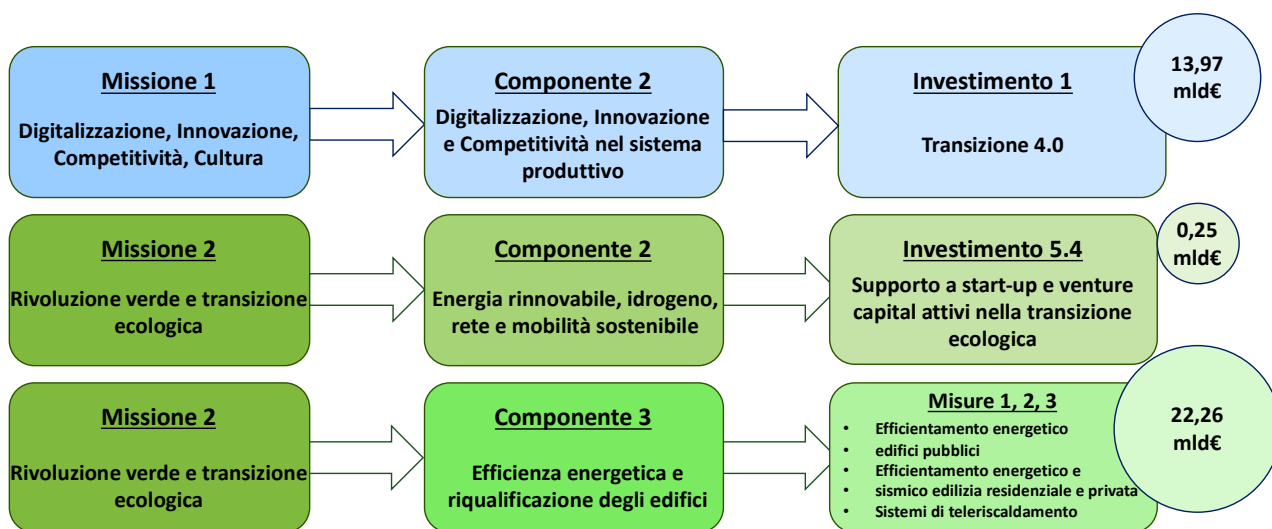 Missione 1
Digitalizzazione, Innovazione,
Competitività, Cultura
Componente 2
Digitalizzazione, Innovazione
e Competitività nel sistema
produttivo
Investimento 1
Transizione 4.0
13,97
mld€
Missione 2
Rivoluzione verde e transizione
ecologica
Componente 2
Energia rinnovabile, idrogeno,
rete e mobilità sostenibile
Investimento 5.4
Supporto a start-up e venture
capital attivi nella transizione
ecologica
0,25
mld€
Missione 2
Rivoluzione verde e transizione
ecologica
Componente 3
Efficienza energetica e
riqualificazione degli edifici
Misure 1, 2, 3
• Efficientamento energetico
• edifici pubblici
• Efficientamento energetico e
• sismico edilizia residenziale e privata
• Sistemi di teleriscaldamento
22,26
mld€